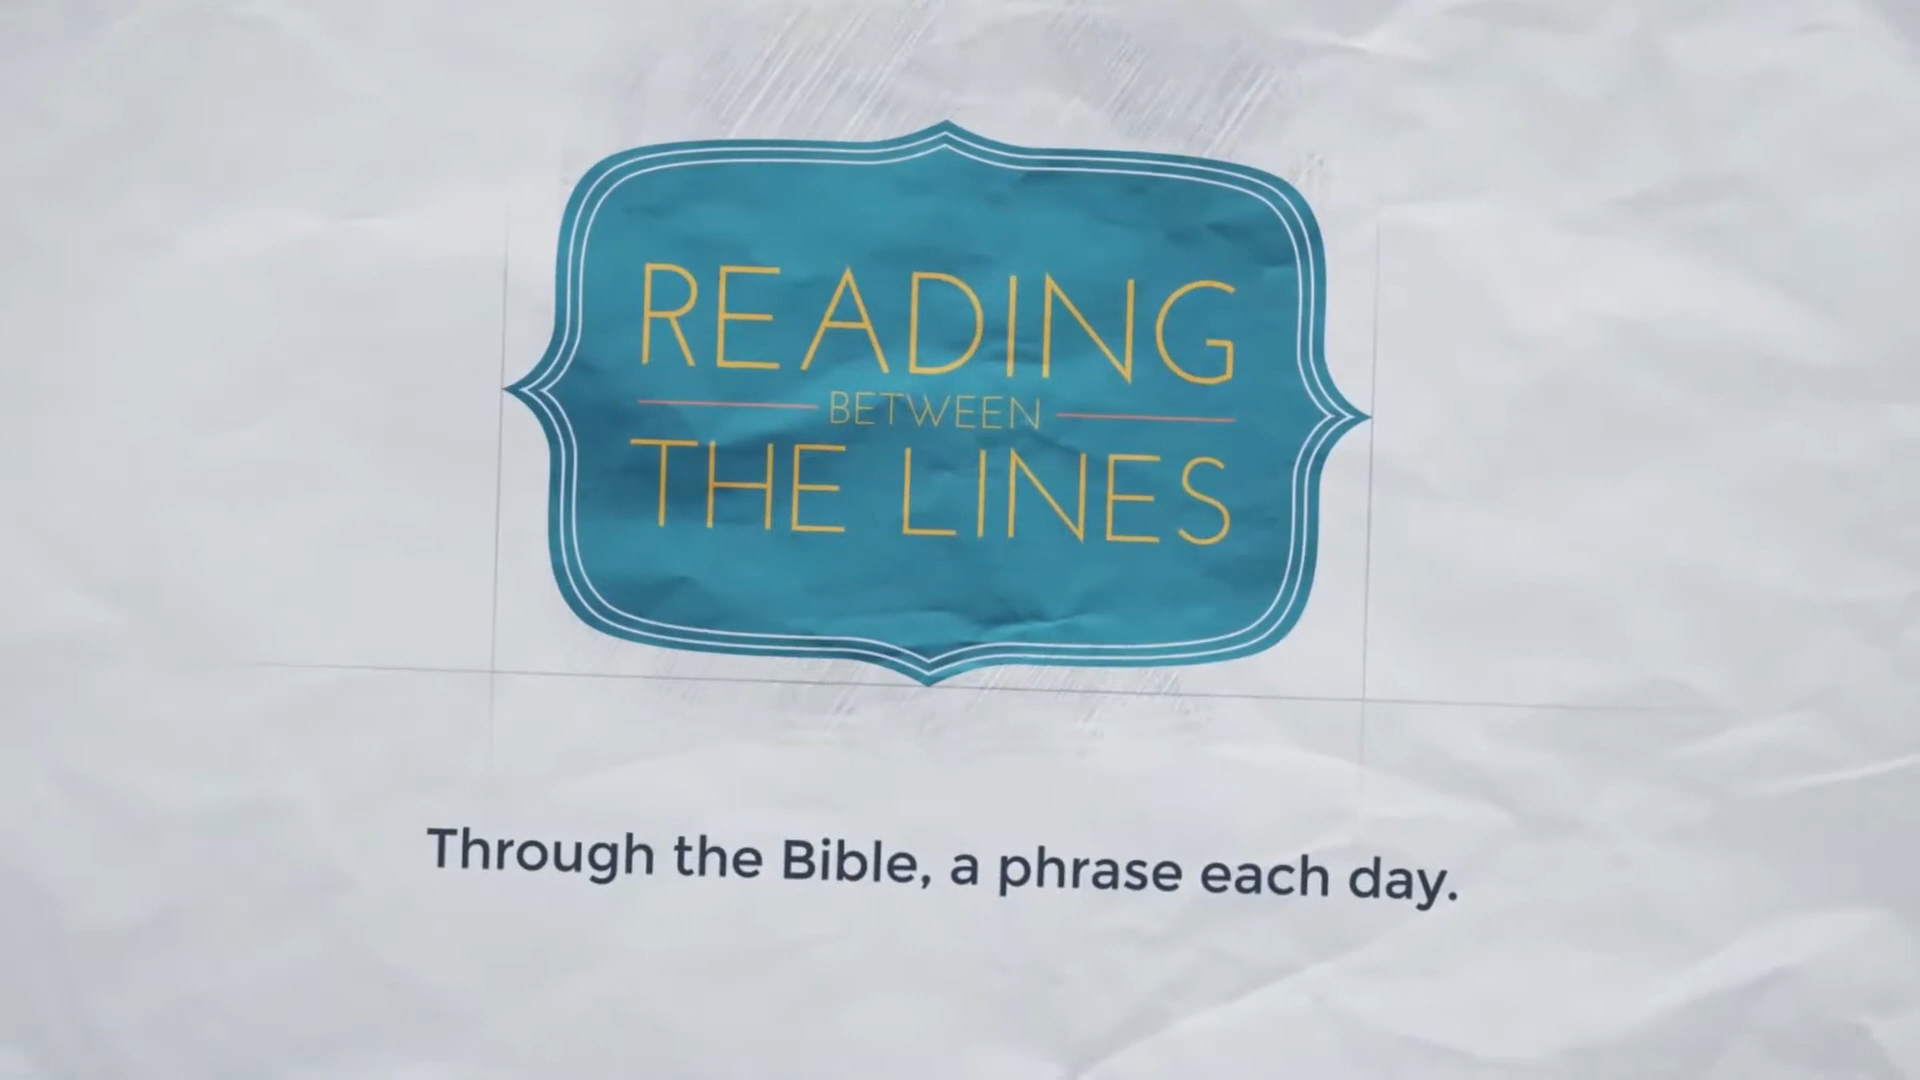 READING
BETWEEN
THE LINES
Through the Bible, a phrase each day.